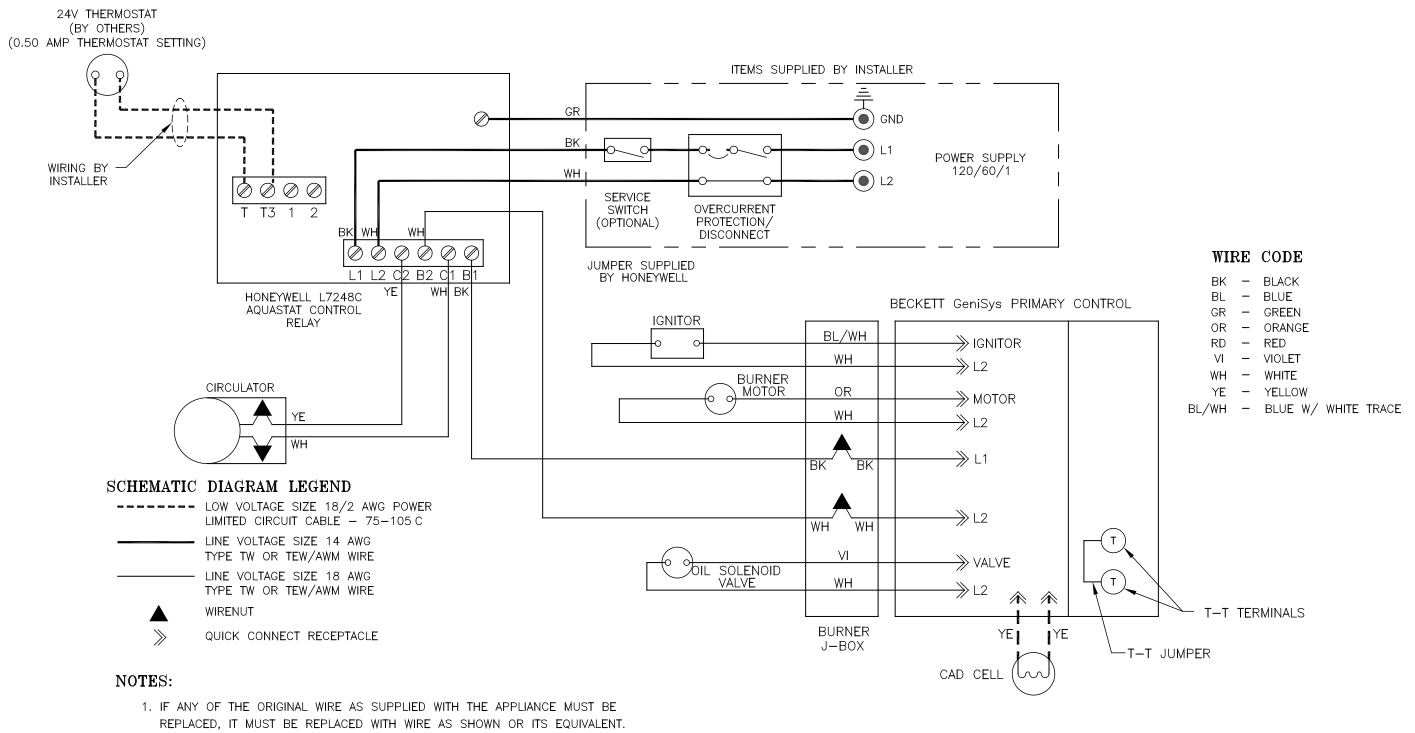 24V THERMOSTAT
(BY OTHERS)
(0.50 AMP THERMOSTAT SETTING)
WIRING BY
INSTALLER
T T3 1 2
ITEMS SUPPLIED BY INSTALLER
GR
GND
BK
L1
WH
L2
POWER SUPPLY
120/60/1
SERVICE
SWITCH
(OPTIONAL)
OVERCURRENT
PROTECTION/
DISCONNECT
BK WH WH
L1 L2 C2 B2 C1 B1
YE WH BK
HONEYWELL L7248C
AQUASTAT CONTROL
RELAY
JUMPER SUPPLIED
BY HONEYWELL
WIRE CODE
BK – BLACK
BL – BLUE
GR – GREEN
OR – ORANGE
RD – RED
VI – VIOLET
WH – WHITE
YE – YELLOW
BL/WH – BLUE W/ WHITE TRACE
BECKETT GeniSys PRIMARY CONTROL
IGNITOR
BL/WH
IGNITOR
WH
L2
BURNER
MOTOR
OR
MOTOR
WH
L2
BK BK
L1
WH WH
L2
OIL SOLENOID
VALVE
VI
VALVE
WH
L2
BURNER
J-BOX
YE YE
CAD CELL
T
T
T-T TERMINALS
T-T JUMPER
CIRCULATOR
YE
WH
SCHEMATIC DIAGRAM LEGEND
LOW VOLTAGE SIZE 18/2 AWG POWER
LIMITED CIRCUIT CABLE – 75-105 C
LINE VOLTAGE SIZE 14 AWG
TYPE TW OR TEW/AWM WIRE
LINE VOLTAGE SIZE 18 AWG
TYPE TW OR TEW/AWM WIRE
WIRENUT
QUICK CONNECT RECEPTACLE
NOTES:
1. IF ANY OF THE ORIGINAL WIRE AS SUPPLIED WITH THE APPLIANCE MUST BE
REPLACED, IT MUST BE REPLACED WITH WIRE AS SHOWN OR ITS EQUIVALENT.